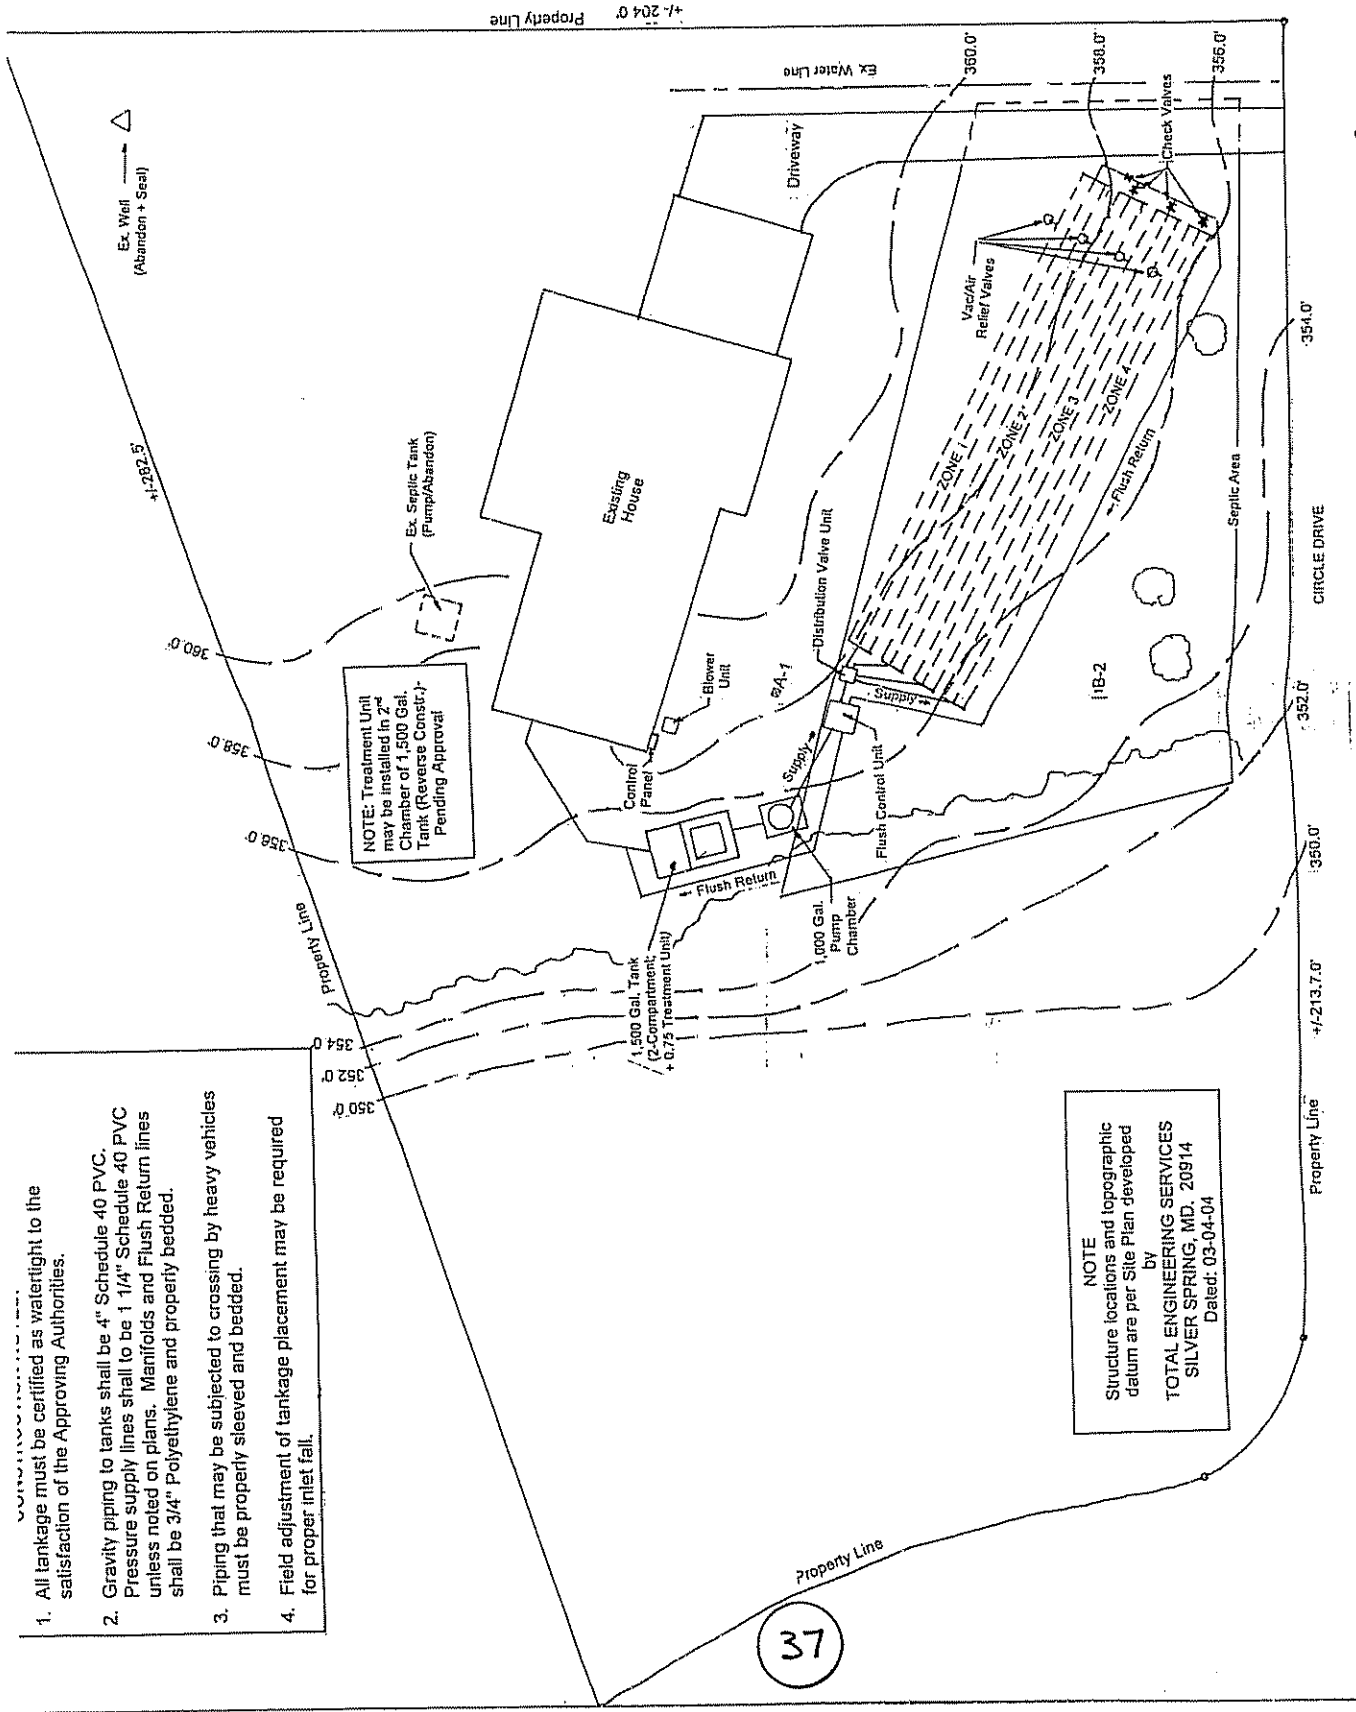 1. All tankage must be certified as watertight to the
satisfaction of the Approving Authorities.
2. Gravity piping to tanks shall be 4" Schedule 40 PVC.
Pressure supply lines shall to be 1 1/4" Schedule 40 PVC
unless noted on plans. Manifolds and Flush Return lines
shall be 3/4" Polyethylene and properly bedded.
3. Piping that may be subjected to crossing by heavy vehicles
must be properly sleeved and bedded.
4. Field adjustment of tankage placement may be required
for proper inlet fall.
Property Line
+/-282.5'
Ex. Well
(Abandon + Seal)
Property Line
+/- 204.0'
350.0'
352.0'
354.0
356.0'
358.0'
360.0'
NOTE: Treatment Unit
may be installed in 2nd
Chamber of 1,500 Gal.
Tank (Reverse Constr.)-
Pending Approval
Ex. Septic Tank
(Pump/Abandon)
Existing
House
Driveway
Ex. Water Line
Control
Panel
Blower
Unit
1,500 Gal. Tank
(2-Compartment,
+ 0.75 Treatment Unit)
Flush Return
1,000 Gal.
Pump
Chamber
Supply
Flush Control Unit
A-1
Distribution Valve Unit
Supply
1B-2
ZONE 1
ZONE 2
ZONE 3
ZONE 4
Flush Return
Vac/Air
Relief Valves
Check Valves
Septic Area
360.0'
358.0'
356.0'
354.0'
352.0'
350.0'
CIRCLE DRIVE
+/-213.7.0'
Property Line
NOTE
Structure locations and topographic
datum are per Site Plan developed
by
TOTAL ENGINEERING SERVICES
SILVER SPRING, MD. 20914
Dated: 03-04-04
Property Line
37